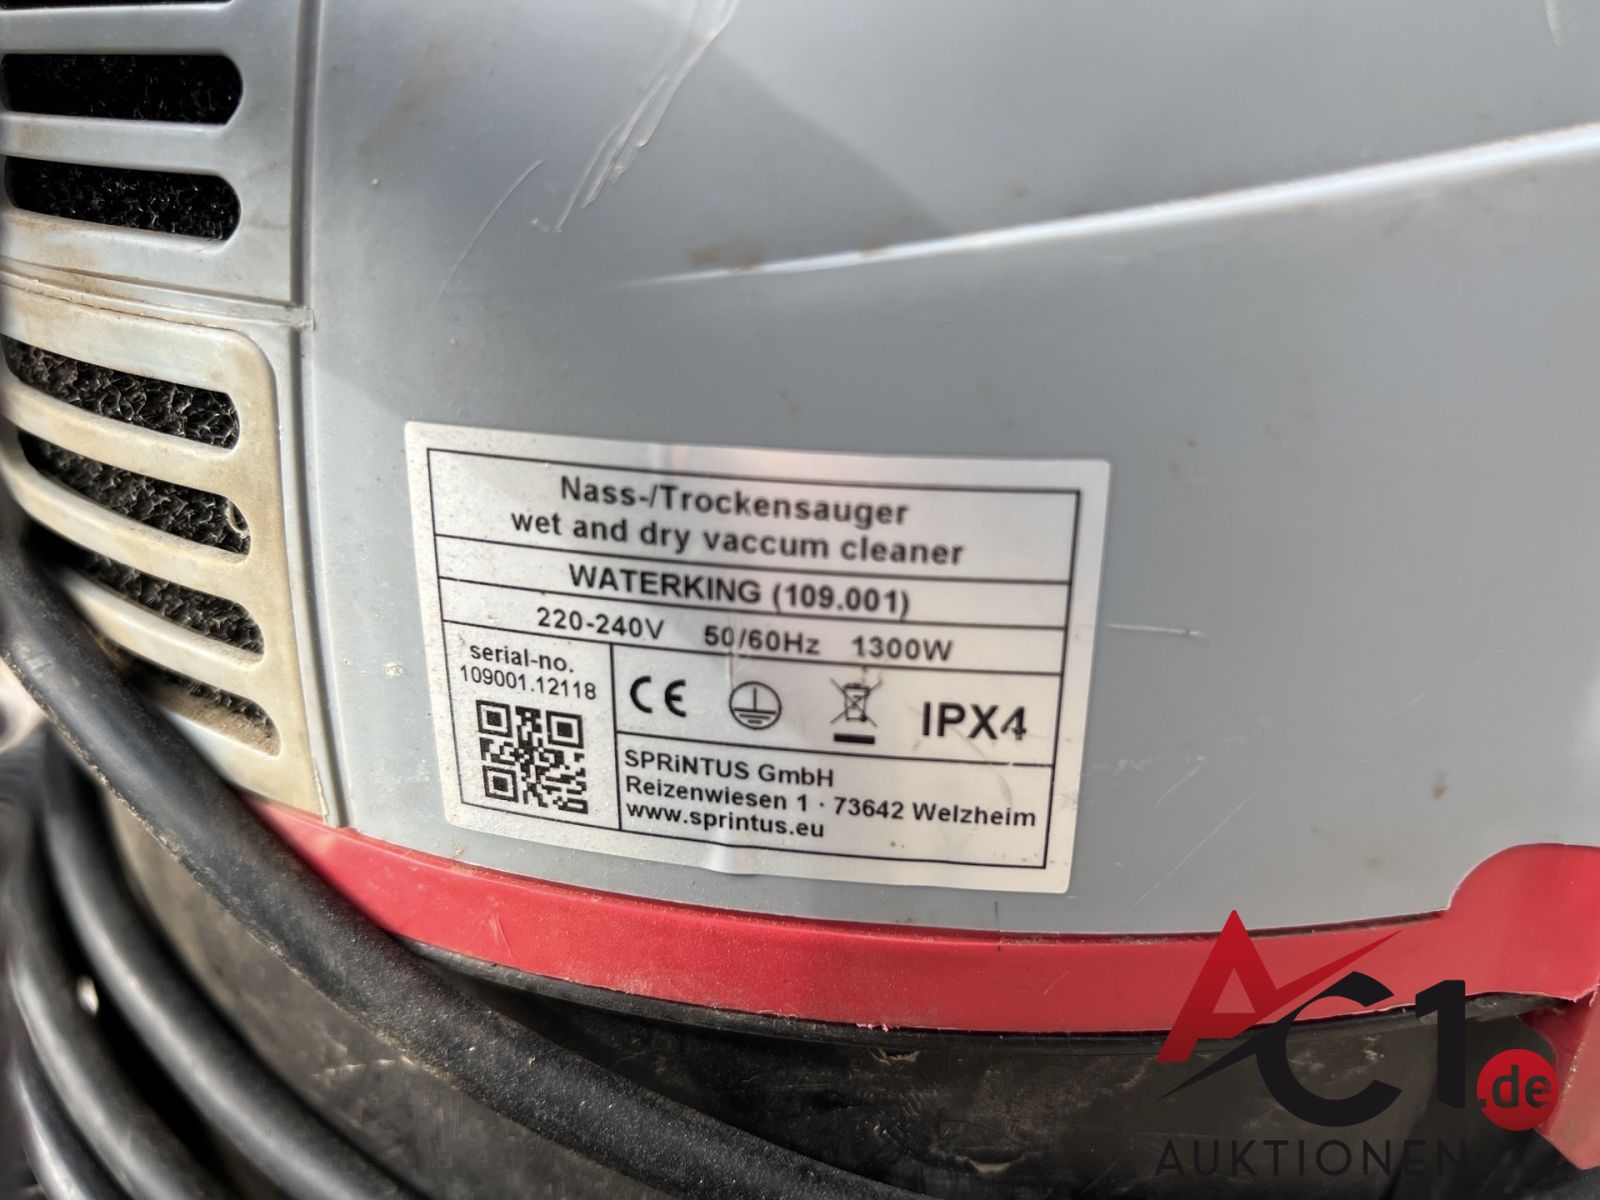 Nass-/Trockensauger
wet and dry vaccum cleaner
WATERKING (109.001)
220-240V 50/60Hz 1300W
serial-no.
109001.12118
CE
IPX4
SPRiNTUS GmbH
Reizenwiesen 1 · 73642 Welzheim
www.sprintus.eu
AC1.de
AUKTIONEN